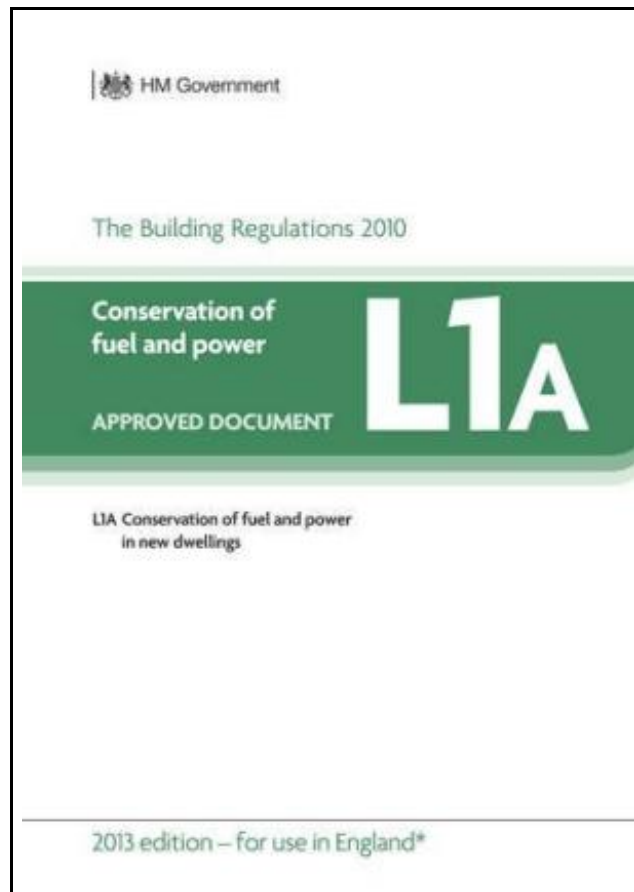 HM Government
The Building Regulations 2010
Conservation of
fuel and power
L1A
APPROVED DOCUMENT
L1A Conservation of fuel and power
in new dwellings
2013 edition – for use in England*